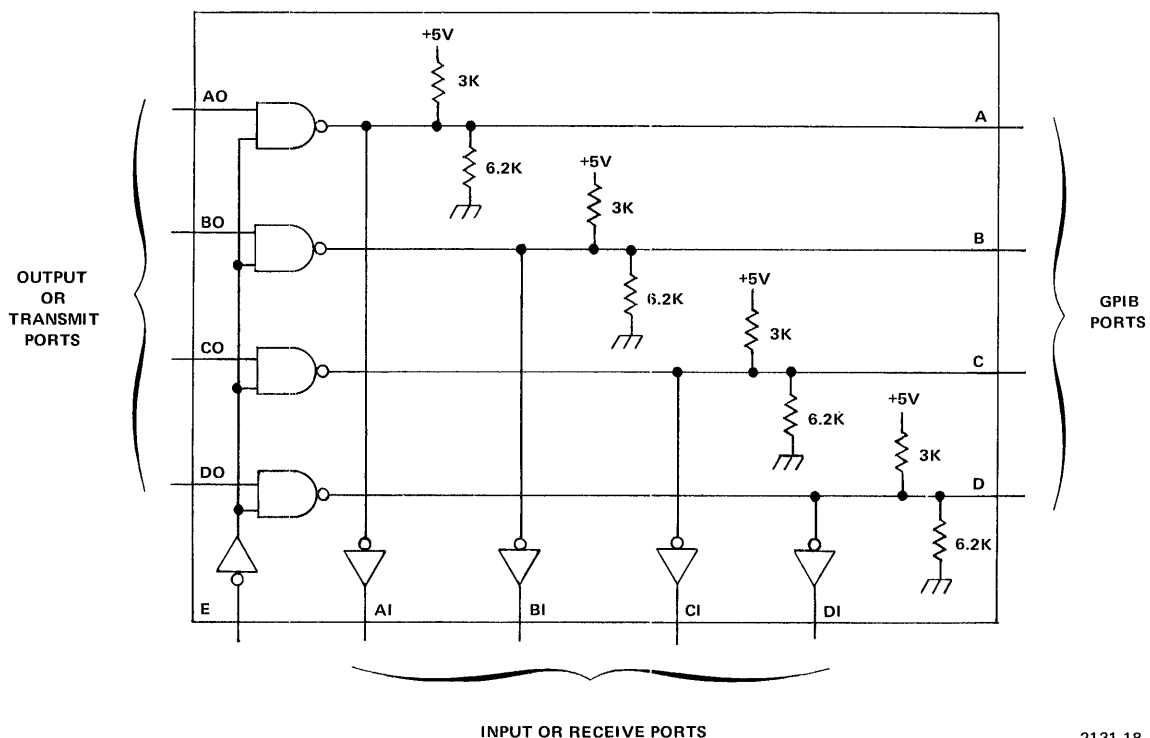 +5V
3K
AO
A
6.2K
+5V
3K
BO
B
OUTPUT
OR
TRANSMIT
PORTS
6.2K
+5V
GPIB
PORTS
3K
CO
C
+5V
6.2K
3K
DO
D
6.2K
E
AI
BI
CI
DI
INPUT OR RECEIVE PORTS
2121-18